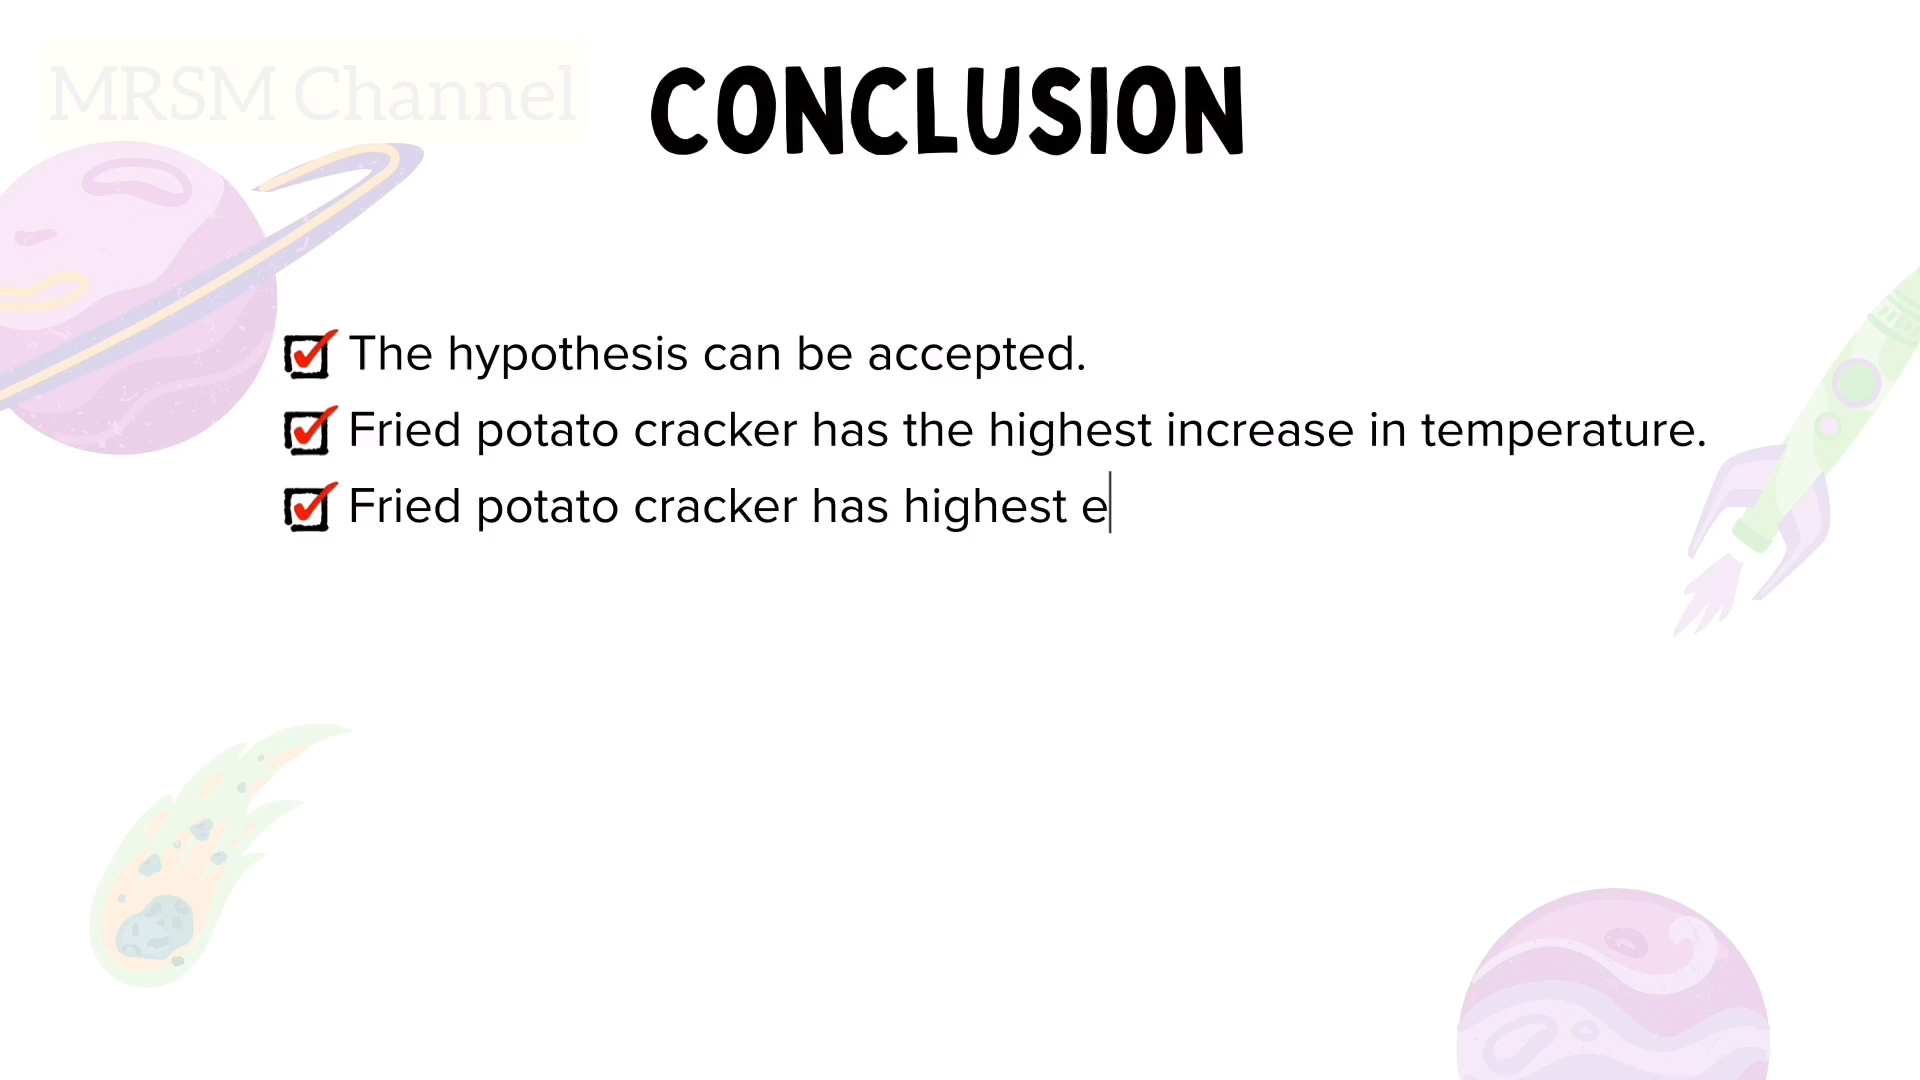 MRSM Channel
CONCLUSION
The hypothesis can be accepted.
Fried potato cracker has the highest increase in temperature.
Fried potato cracker has highest e